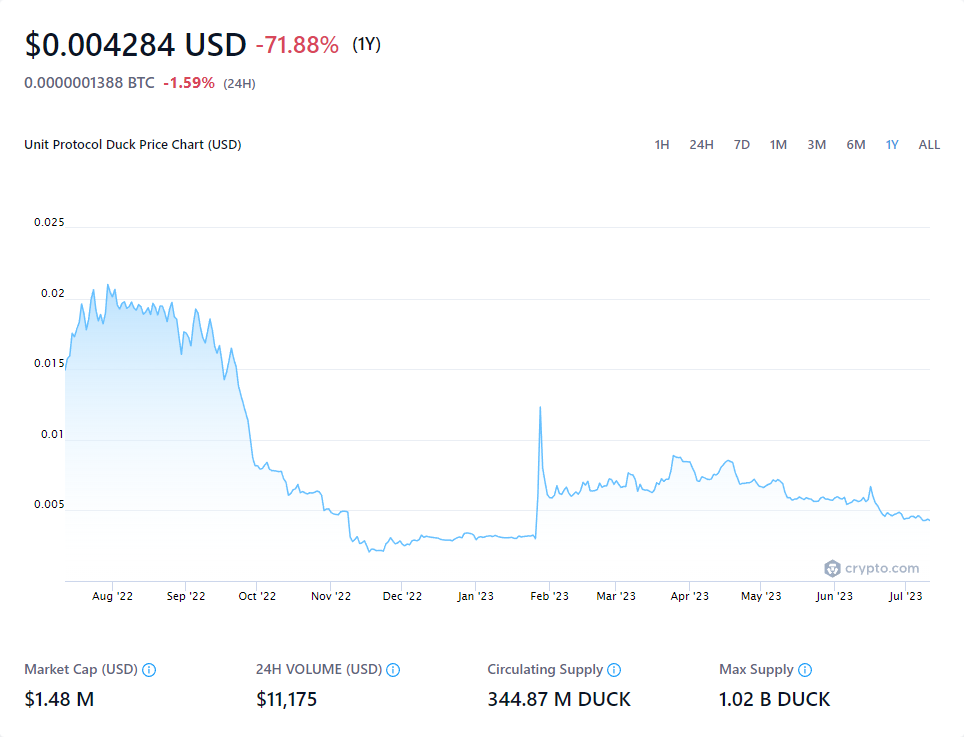 $0.004284 USD -71.88% (1Y)
0.0000001388 BTC -1.59% (24H)
Unit Protocol Duck Price Chart (USD) 1H 24H 7D 1M 3M 6M 1Y ALL
0.025
0.02
0.015
0.01
0.005
crypto.com
Aug '22 Sep '22 Oct '22 Nov '22 Dec '22 Jan '23 Feb '23 Mar '23 Apr '23 May '23 Jun '23 Jul '23
Market Cap (USD) 24H VOLUME (USD) Circulating Supply Max Supply
$1.48 M $11,175 344.87 M DUCK 1.02 B DUCK